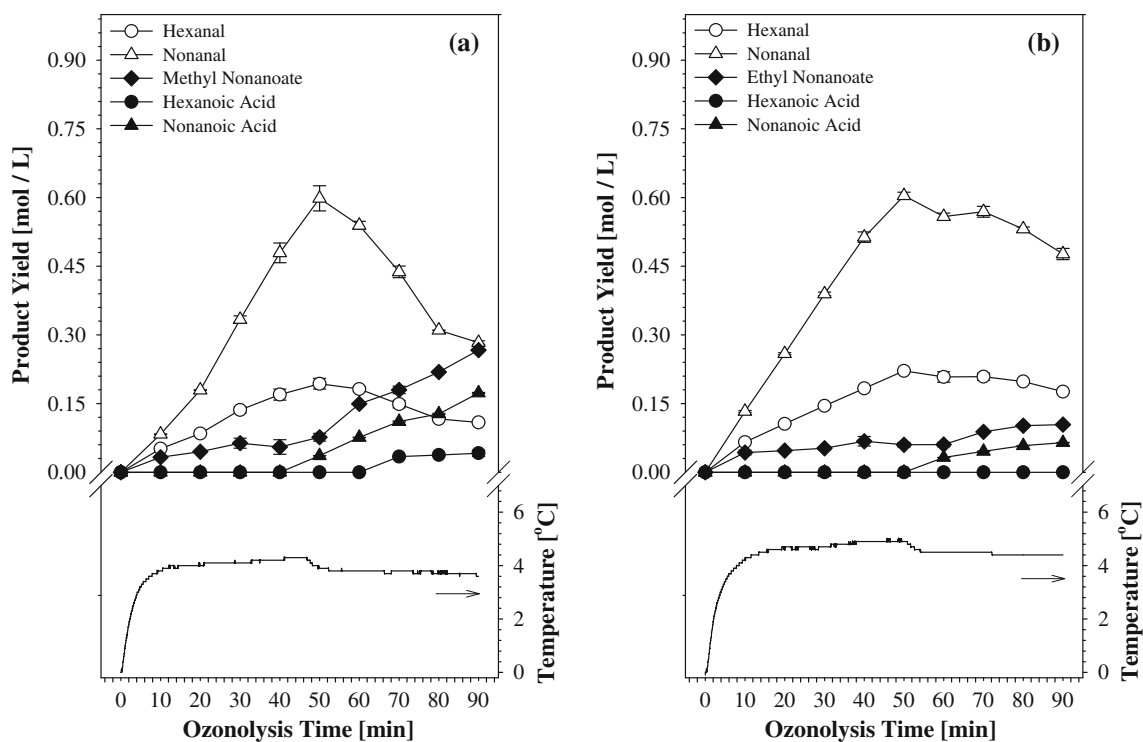 Hexanal
Nonanal
Methyl Nonanoate
Hexanoic Acid
Nonanoic Acid
(a)
0.90
0.75
0.60
0.45
0.30
0.15
0.00
Product Yield [mol / L]
6
4
2
0
Temperature [°C]
0 10 20 30 40 50 60 70 80 90
Ozonolysis Time [min]
Hexanal
Nonanal
Ethyl Nonanoate
Hexanoic Acid
Nonanoic Acid
(b)
0.90
0.75
0.60
0.45
0.30
0.15
0.00
Product Yield [mol / L]
6
4
2
0
Temperature [°C]
0 10 20 30 40 50 60 70 80 90
Ozonolysis Time [min]